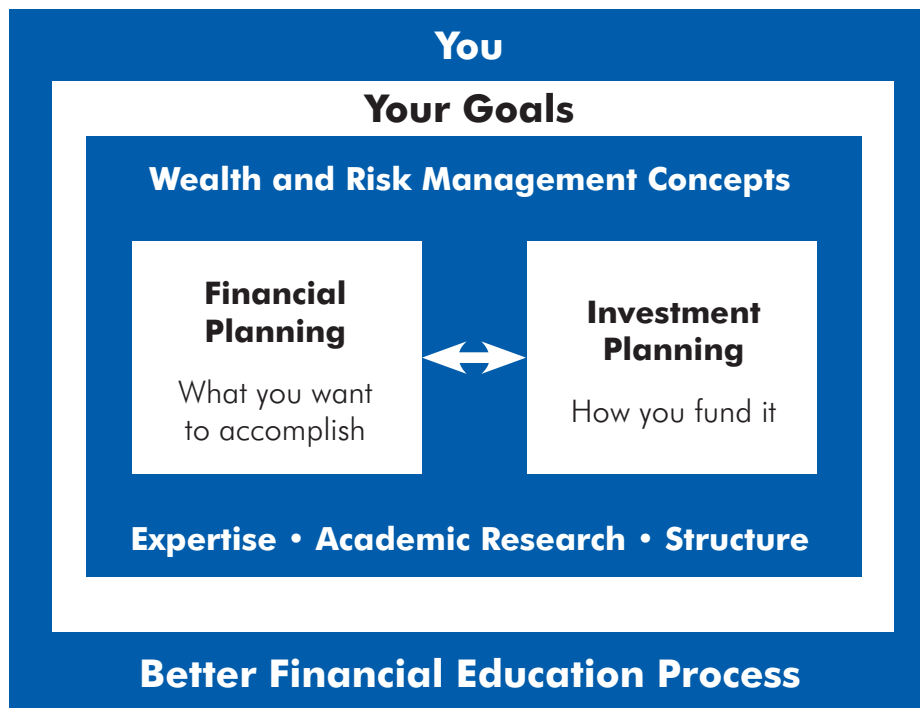 You
Your Goals
Wealth and Risk Management Concepts
Financial
Planning
What you want
to accomplish
Investment
Planning
How you fund it
Expertise • Academic Research • Structure
Better Financial Education Process